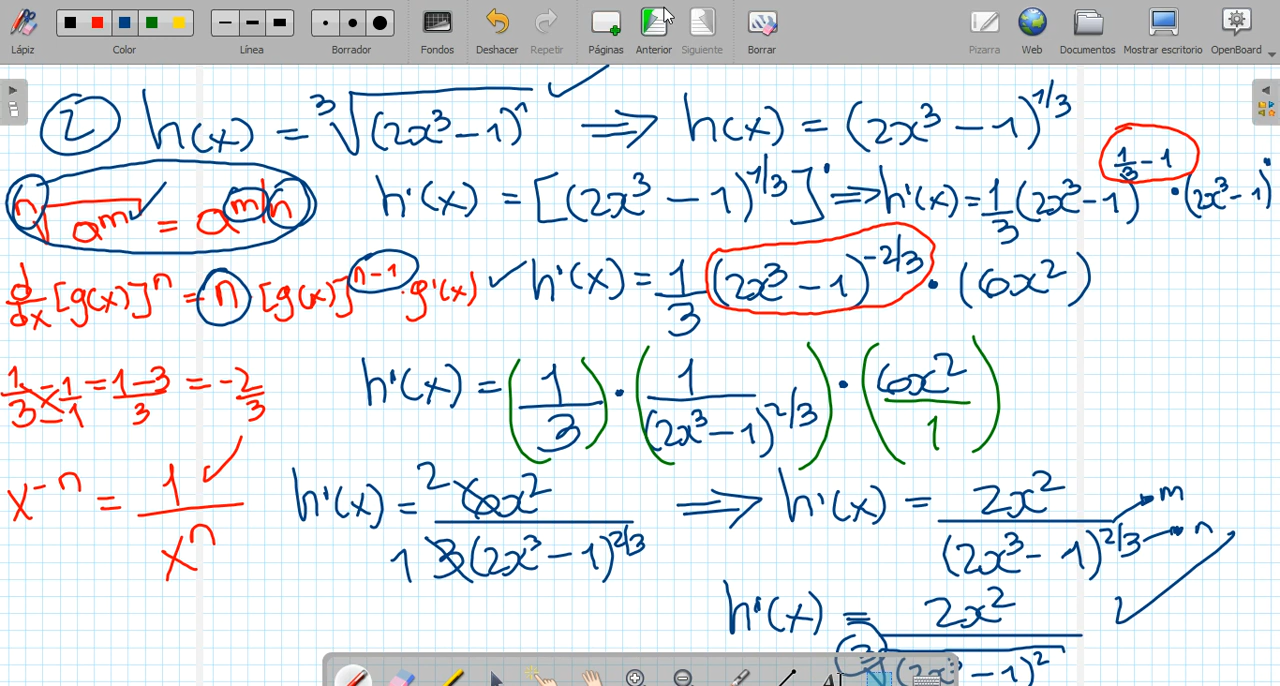 Lápiz Color Línea Borrador Fondos Deshacer Repetir Páginas Anterior Siguiente Borrar Pizarra Web Documentos Mostrar escritorio OpenBoard
② h(x) = ∛(2x³ − 1)¹ ⟹ h(x) = (2x³ − 1)^{1/3}
ⁿ√a^m = a^{m/n}
h'(x) = [(2x³ − 1)^{1/3}]' ⟹ h'(x) = 1/3 (2x³ − 1)^{1/3 − 1} · (2x³ − 1)'
d/dx [g(x)]^n = n [g(x)]^{n−1} · g'(x)
h'(x) = 1/3 (2x³ − 1)^{−2/3} · (6x²)
1/3 − 1/1 = (1 − 3)/3 = −2/3
h'(x) = (1/3) · (1/(2x³ − 1)^{2/3}) · (6x²/1)
x^{−n} = 1/x^n
h'(x) = 2 6x² / 1 3(2x³ − 1)^{2/3} ⟹ h'(x) = 2x² / (2x³ − 1)^{2/3} → m → n
h'(x) = 2x² / ∛(2x³ − 1)²